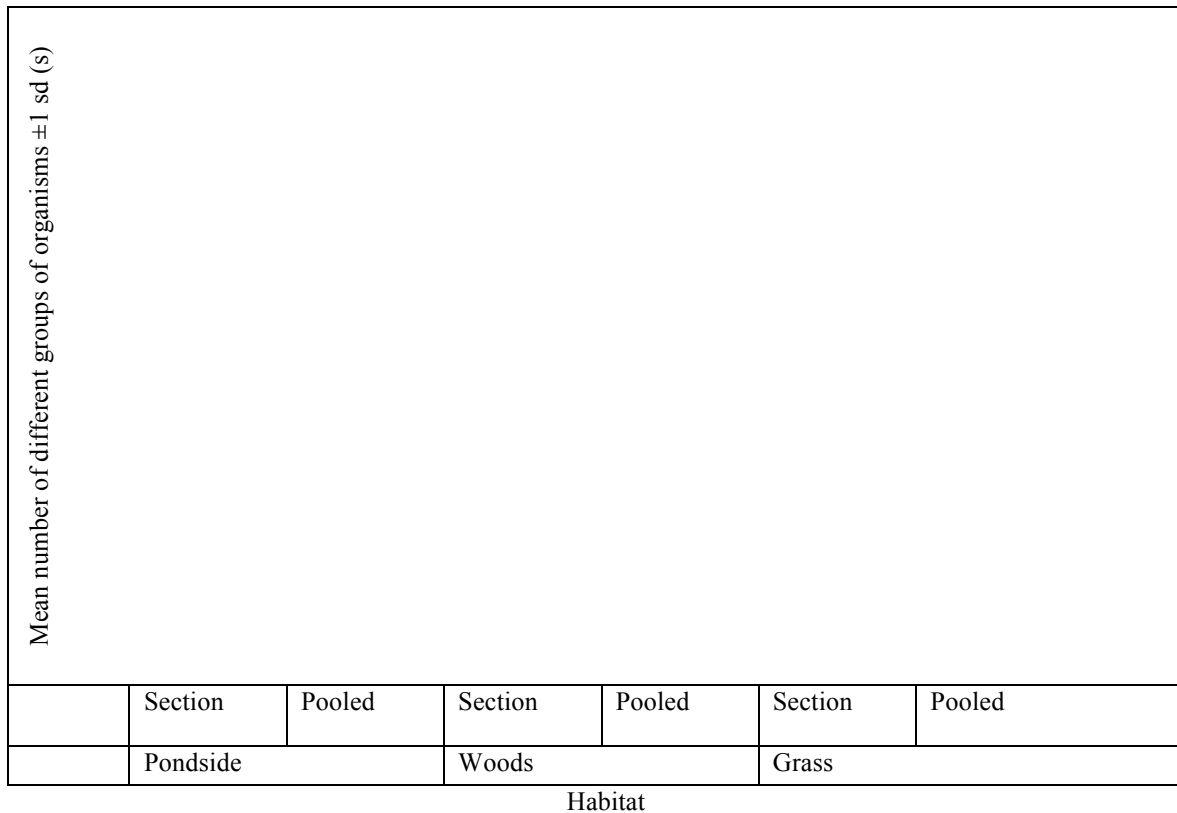 Mean number of different groups of organisms ±1 sd (s)
Section Pooled Section Pooled Section Pooled
Pondside Woods Grass
Habitat